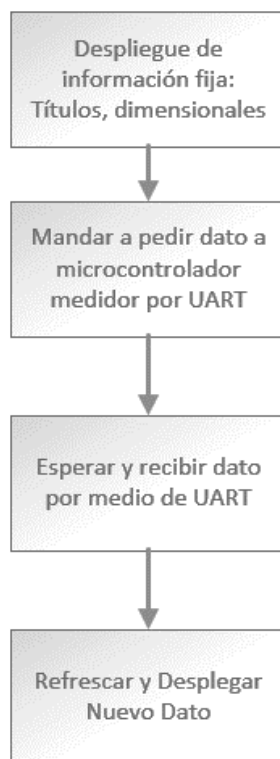 Despliegue de
información fija:
Títulos, dimensionales
Mandar a pedir dato a
microcontrolador
medidor por UART
Esperar y recibir dato
por medio de UART
Refrescar y Desplegar
Nuevo Dato